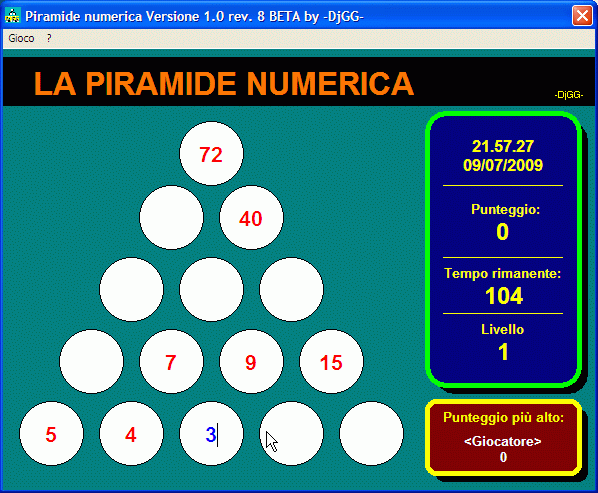 Piramide numerica Versione 1.0 rev. 8 BETA by -DjGG-
Gioco ?
LA PIRAMIDE NUMERICA
-DjGG-
72
40
7 9 15
5 4 3
21.57.27
09/07/2009
Punteggio:
0
Tempo rimanente:
104
Livello
1
Punteggio più alto:
<Giocatore>
0